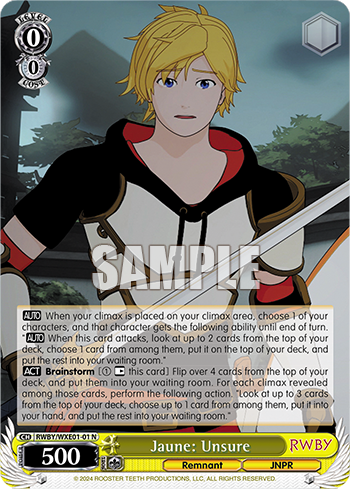 LEVEL
0
0
COST
SAMPLE
AUTO When your climax is placed on your climax area, choose 1 of your
characters, and that character gets the following ability until end of turn.
"AUTO When this card attacks, look at up to 2 cards from the top of your
deck, choose 1 card from among them, put it on the top of your deck, and
put the rest into your waiting room."
ACT Brainstorm [① this card] Flip over 4 cards from the top of your
deck, and put them into your waiting room. For each climax revealed
among those cards, perform the following action. "Look at up to 3 cards
from the top of your deck, choose up to 1 card from among them, put it into
your hand, and put the rest into your waiting room."
RWBY/WXE01-01 N
500
Jaune: Unsure
RWBY
Remnant
JNPR
© 2024 ROOSTER TEETH PRODUCTIONS, LLC, ALL RIGHTS RESERVED.